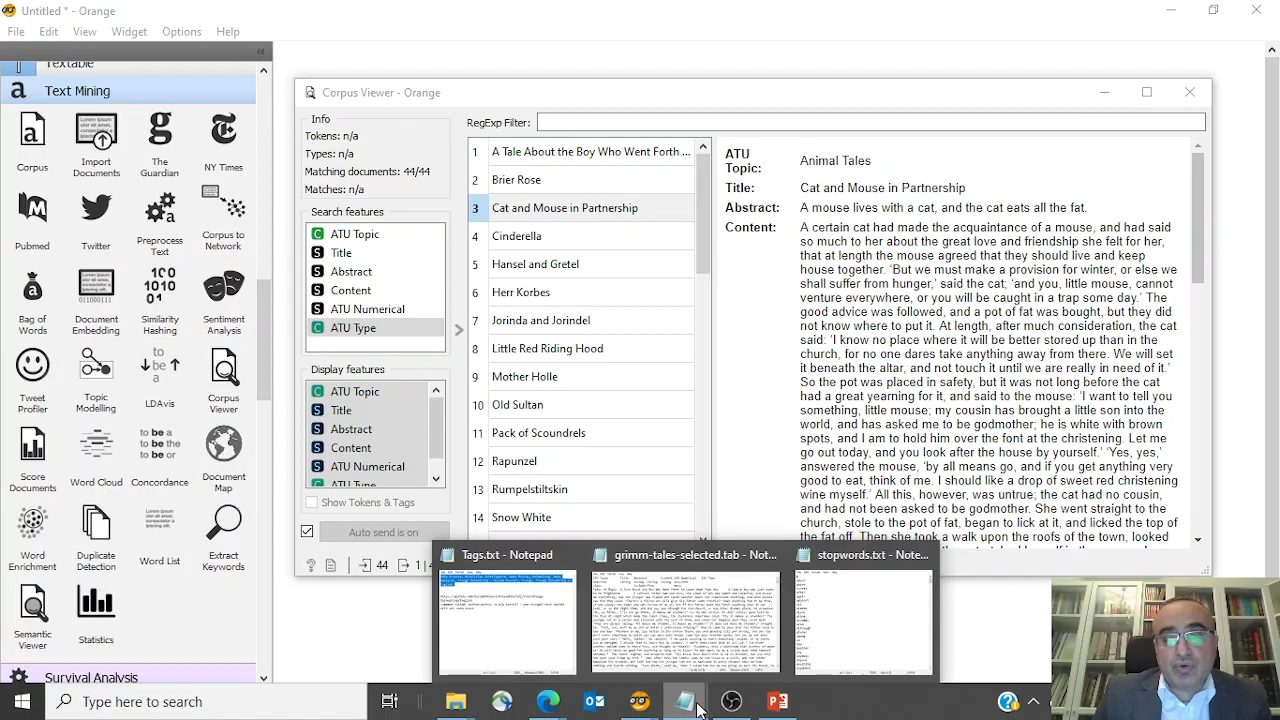 Untitled * - Orange
File Edit View Widget Options Help
Textable
Text Mining
Corpus
Import Documents
The Guardian
NY Times
Pubmed
Twitter
Preprocess Text
Corpus to Network
Bag of Words
Document Embedding
Similarity Hashing
Sentiment Analysis
Tweet Profiler
Topic Modelling
LDAvis
Corpus Viewer
Score Documents
Word Cloud
Concordance
Document Map
Word Enrichment
Duplicate Detection
Word List
Extract Keywords
Semantic
Statistics
Survival Analysis
Corpus Viewer - Orange
Info
Tokens: n/a
Types: n/a
Matching documents: 44/44
Matches: n/a
Search features
ATU Topic
Title
Abstract
Content
ATU Numerical
ATU Type
Display features
ATU Topic
Title
Abstract
Content
ATU Numerical
ATU Type
Show Tokens & Tags
Auto send is on
44
RegExp Filter:
1 A Tale About the Boy Who Went Forth ...
2 Brier Rose
3 Cat and Mouse in Partnership
4 Cinderella
5 Hansel and Gretel
6 Herr Korbes
7 Jorinda and Jorindel
8 Little Red Riding Hood
9 Mother Holle
10 Old Sultan
11 Pack of Scoundrels
12 Rapunzel
13 Rumpelstiltskin
14 Snow White
ATU Topic: Animal Tales
Title: Cat and Mouse in Partnership
Abstract: A mouse lives with a cat, and the cat eats all the fat.
Content: A certain cat had made the acquaintance of a mouse, and had said
so much to her about the great love and friendship she felt for her,
that at length the mouse agreed that they should live and keep
house together. 'But we must make a provision for winter, or else we
shall suffer from hunger,' said the cat; 'and you, little mouse, cannot
venture everywhere, or you will be caught in a trap some day.' The
good advice was followed, and a pot of fat was bought, but they did
not know where to put it. At length, after much consideration, the cat
said: 'I know no place where it will be better stored up than in the
church, for no one dares take anything away from there. We will set
it beneath the altar, and not touch it until we are really in need of it.'
So the pot was placed in safety, but it was not long before the cat
had a great yearning for it, and said to the mouse: 'I want to tell you
something, little mouse; my cousin has brought a little son into the
world, and has asked me to be godmother; he is white with brown
spots, and I am to hold him over the font at the christening. Let me
go out today, and you look after the house by yourself.' 'Yes, yes,'
answered the mouse, 'by all means go, and if you get anything very
good to eat, think of me. I should like a drop of sweet red christening
wine myself.' All this, however, was untrue; the cat had no cousin,
and had not been asked to be godmother. She went straight to the
church, stole to the pot of fat, began to lick at it, and licked the top of
the fat off. Then she took a walk upon the roofs of the town, looked
Tags.txt - Notepad
grimm-tales-selected.tab - Not...
stopwords.txt - Note...
Type here to search